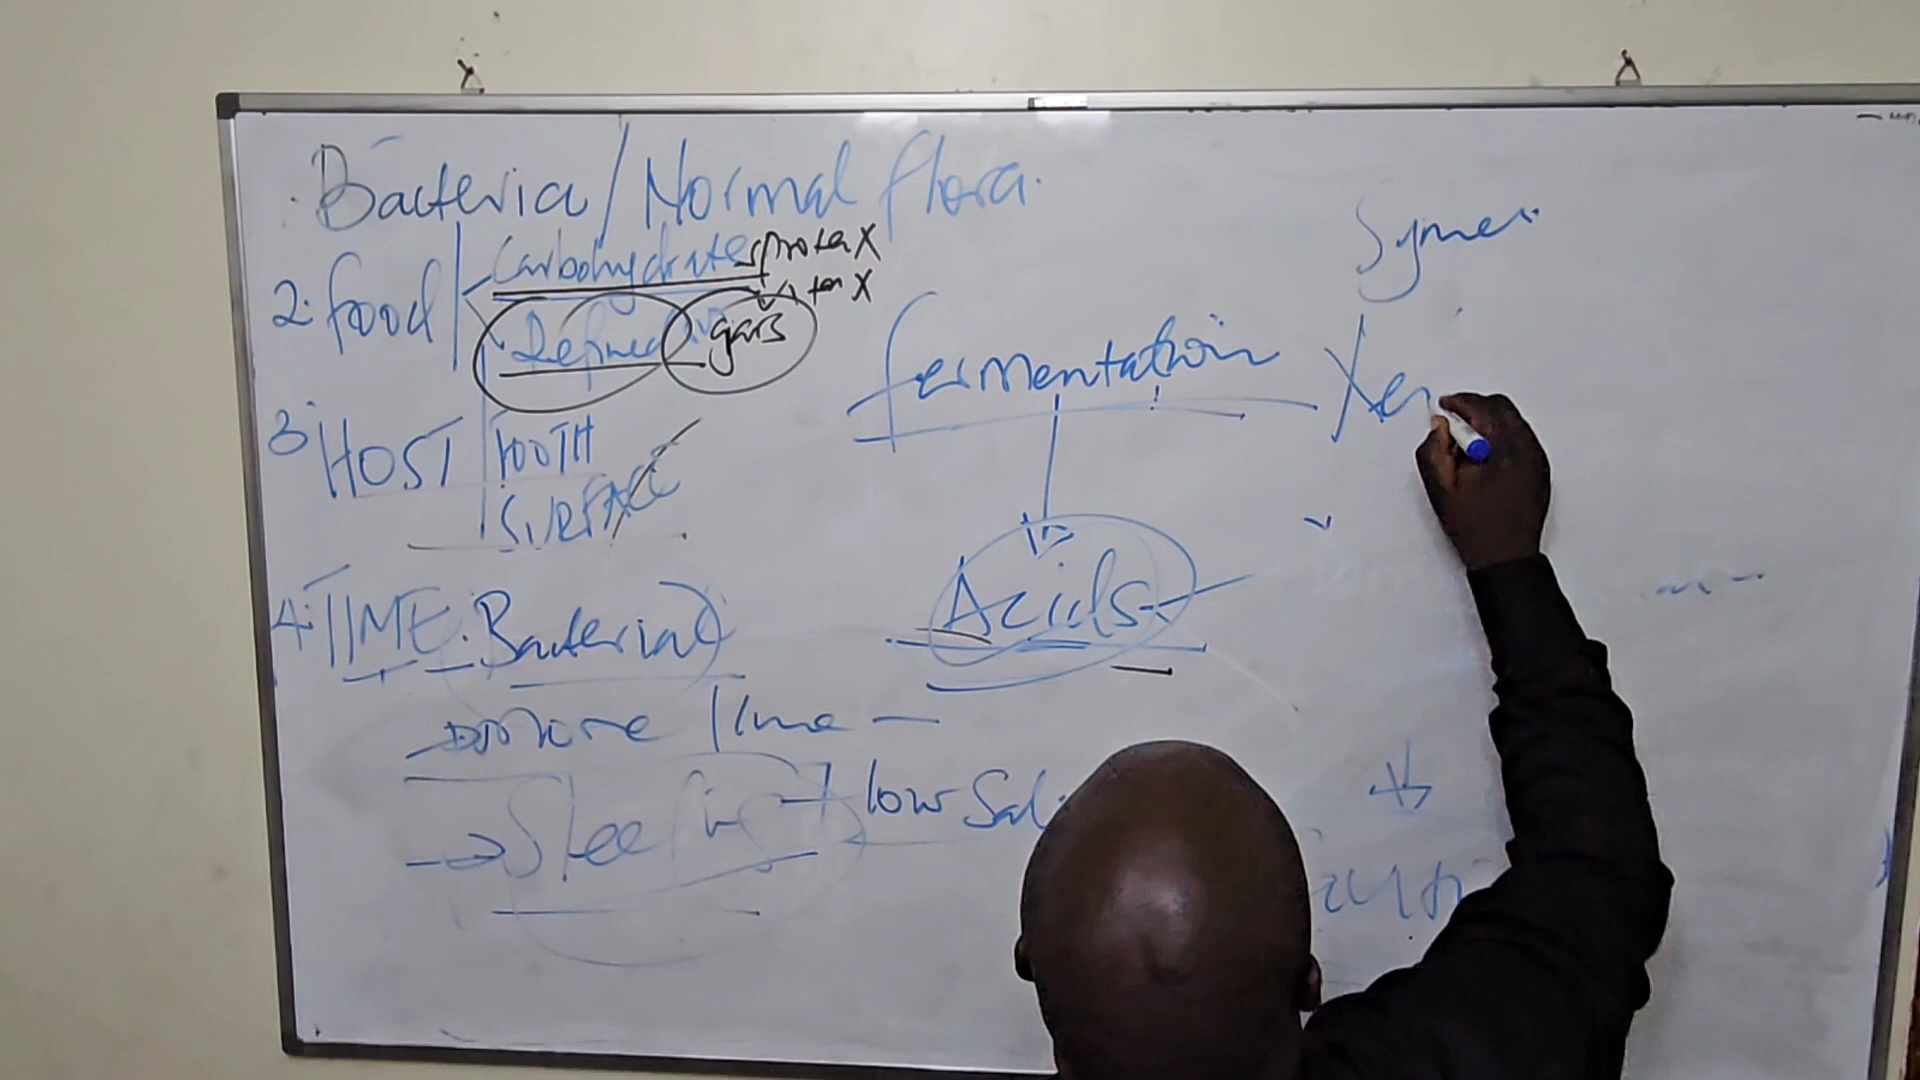 Bacteria/Normal flora.
2. food Carbohydrates protein X
X
Refined gars
3 HOST TOOTH
SURFACE
4. TIME. Bacterial
→ More Time –
→ Sleeping → low Sal
fermentation
Acids
Xer